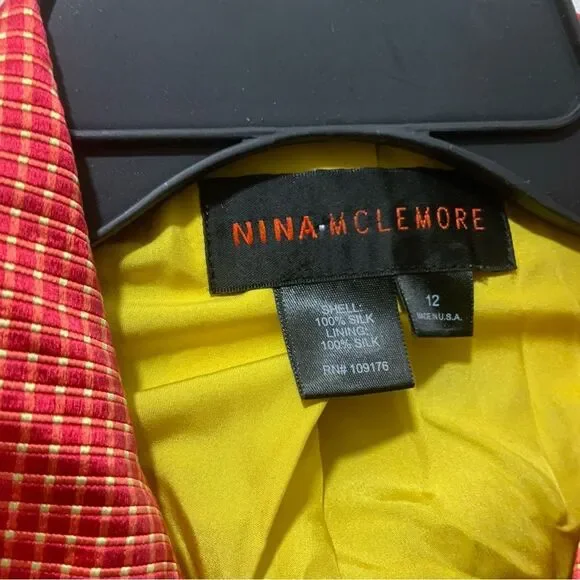 NINA MCLEMORE
SHELL:
100% SILK
LINING:
100% SILK
RN# 109176
12
MADE IN U.S.A.